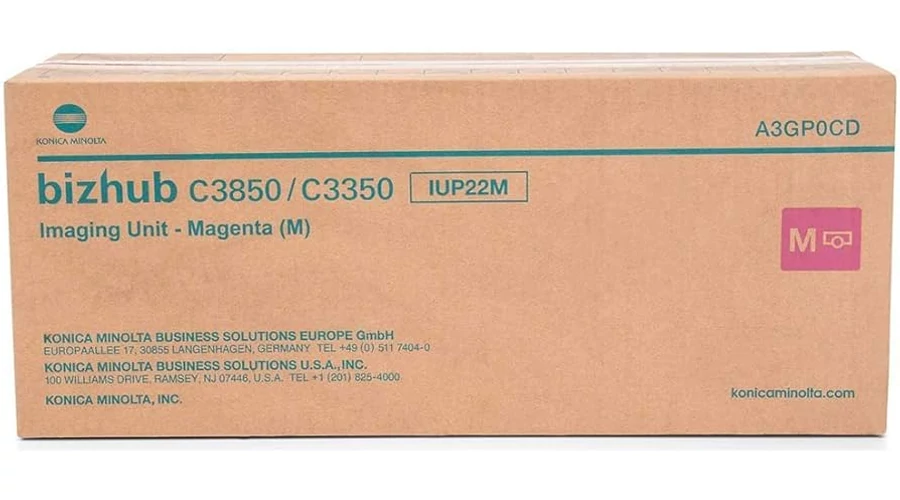 KONICA MINOLTA
A3GP0CD
bizhub C3850/C3350 IUP22M
Imaging Unit - Magenta (M)
M
KONICA MINOLTA BUSINESS SOLUTIONS EUROPE GmbH
EUROPAALLEE 17, 30855 LANGENHAGEN, GERMANY TEL +49 (0) 511 7404-0
KONICA MINOLTA BUSINESS SOLUTIONS U.S.A.,INC.
100 WILLIAMS DRIVE, RAMSEY, NJ 07446, U.S.A. TEL +1 (201) 825-4000
KONICA MINOLTA, INC.
konicaminolta.com